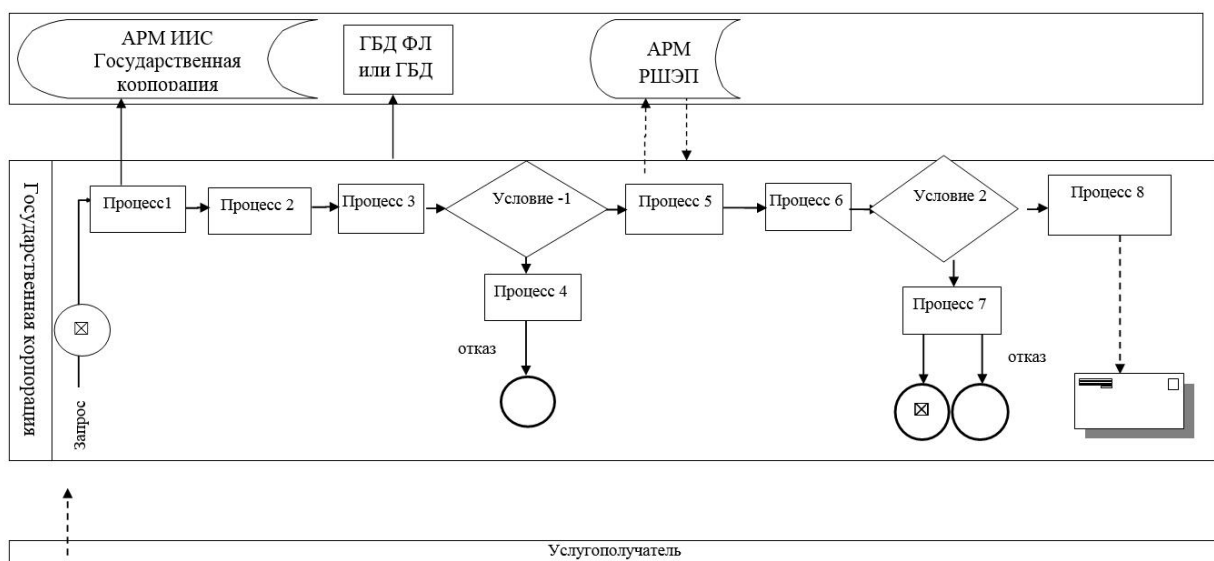 АРМ ИИС
Государственная
корпорация
ГБД ФЛ
или ГБД
АРМ
РШЭП
Государственная корпорация
Процесс1
Процесс 2
Процесс 3
Условие -1
Процесс 5
Процесс 6
Условие 2
Процесс 8
Процесс 4
Процесс 7
отказ
отказ
Запрос
Услугополучатель